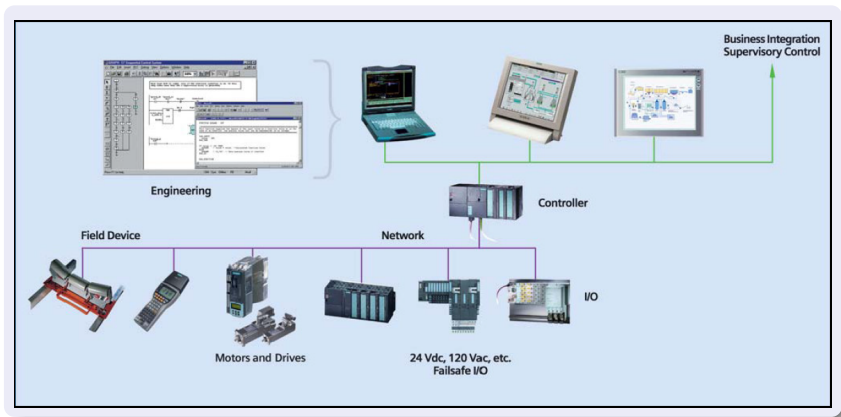 Business Integration
Supervisory Control
Engineering
Controller
Field Device
Network
I/O
Motors and Drives
24 Vdc, 120 Vac, etc.
Failsafe I/O